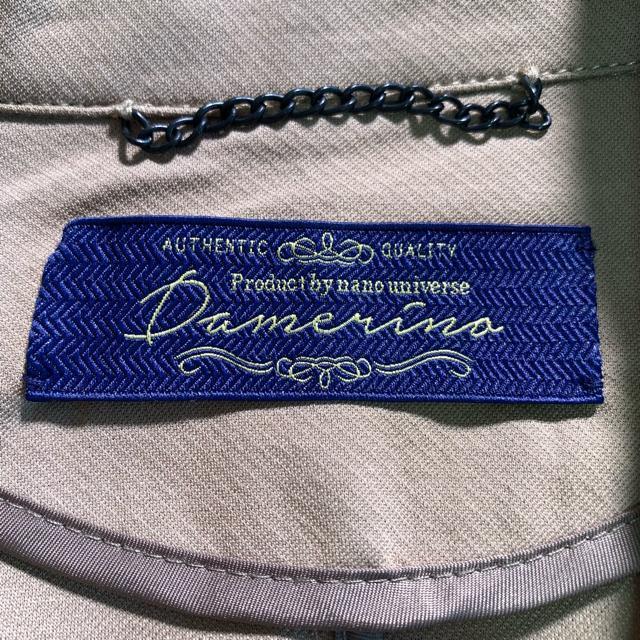 AUTHENTIC QUALITY
Product by nano universe
Damerino